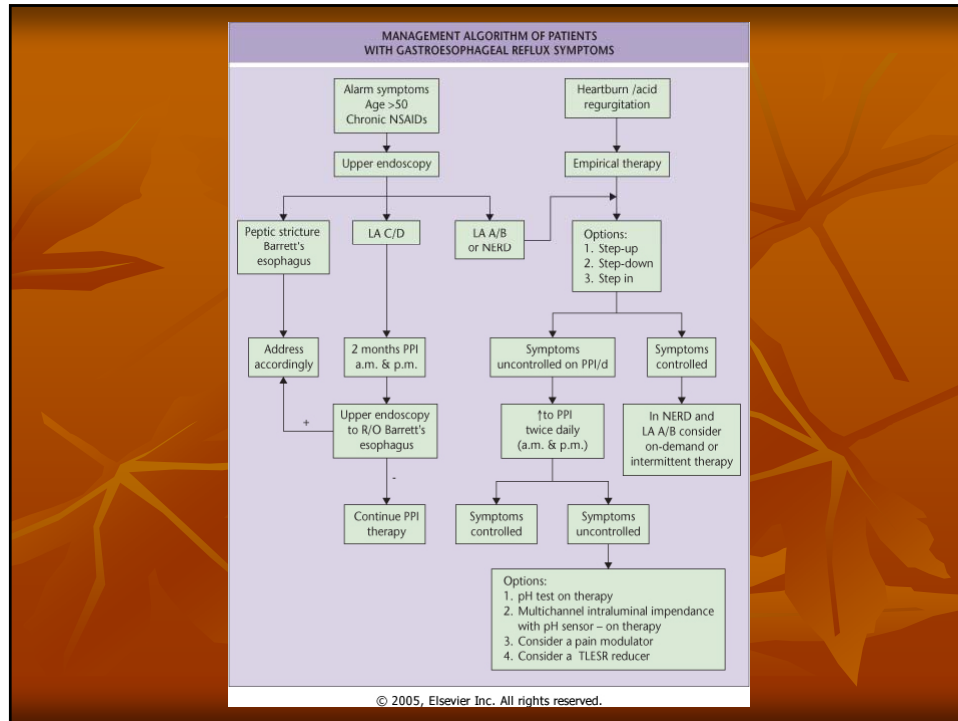 MANAGEMENT ALGORITHM OF PATIENTS
WITH GASTROESOPHAGEAL REFLUX SYMPTOMS
Alarm symptoms
Age >50
Chronic NSAIDs
Heartburn /acid
regurgitation
Upper endoscopy
Empirical therapy
Peptic stricture
Barrett's
esophagus
LA C/D
LA A/B
or NERD
Options:
1. Step-up
2. Step-down
3. Step in
Address
accordingly
2 months PPI
a.m. & p.m.
Symptoms
uncontrolled on PPI/d
Symptoms
controlled
+
Upper endoscopy
to R/O Barrett's
esophagus
↑to PPI
twice daily
(a.m. & p.m.)
In NERD and
LA A/B consider
on-demand or
intermittent therapy
-
Continue PPI
therapy
Symptoms
controlled
Symptoms
uncontrolled
Options:
1. pH test on therapy
2. Multichannel intraluminal impendance
with pH sensor – on therapy
3. Consider a pain modulator
4. Consider a TLESR reducer
© 2005, Elsevier Inc. All rights reserved.